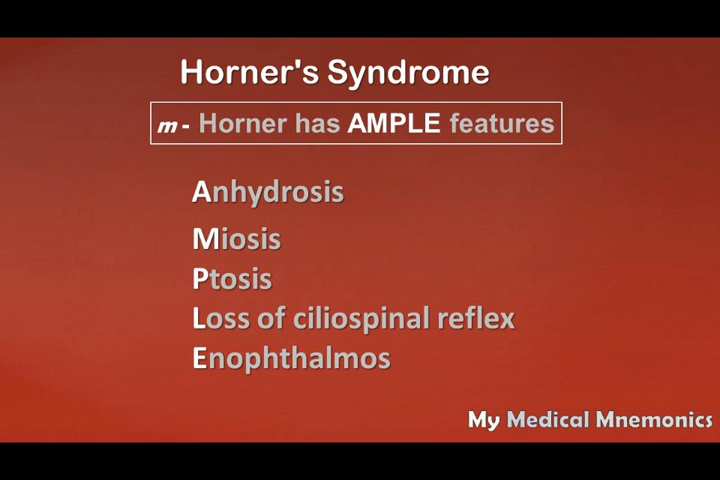 Horner's Syndrome
m - Horner has AMPLE features
Anhydrosis
Miosis
Ptosis
Loss of ciliospinal reflex
Enophthalmos
My Medical Mnemonics